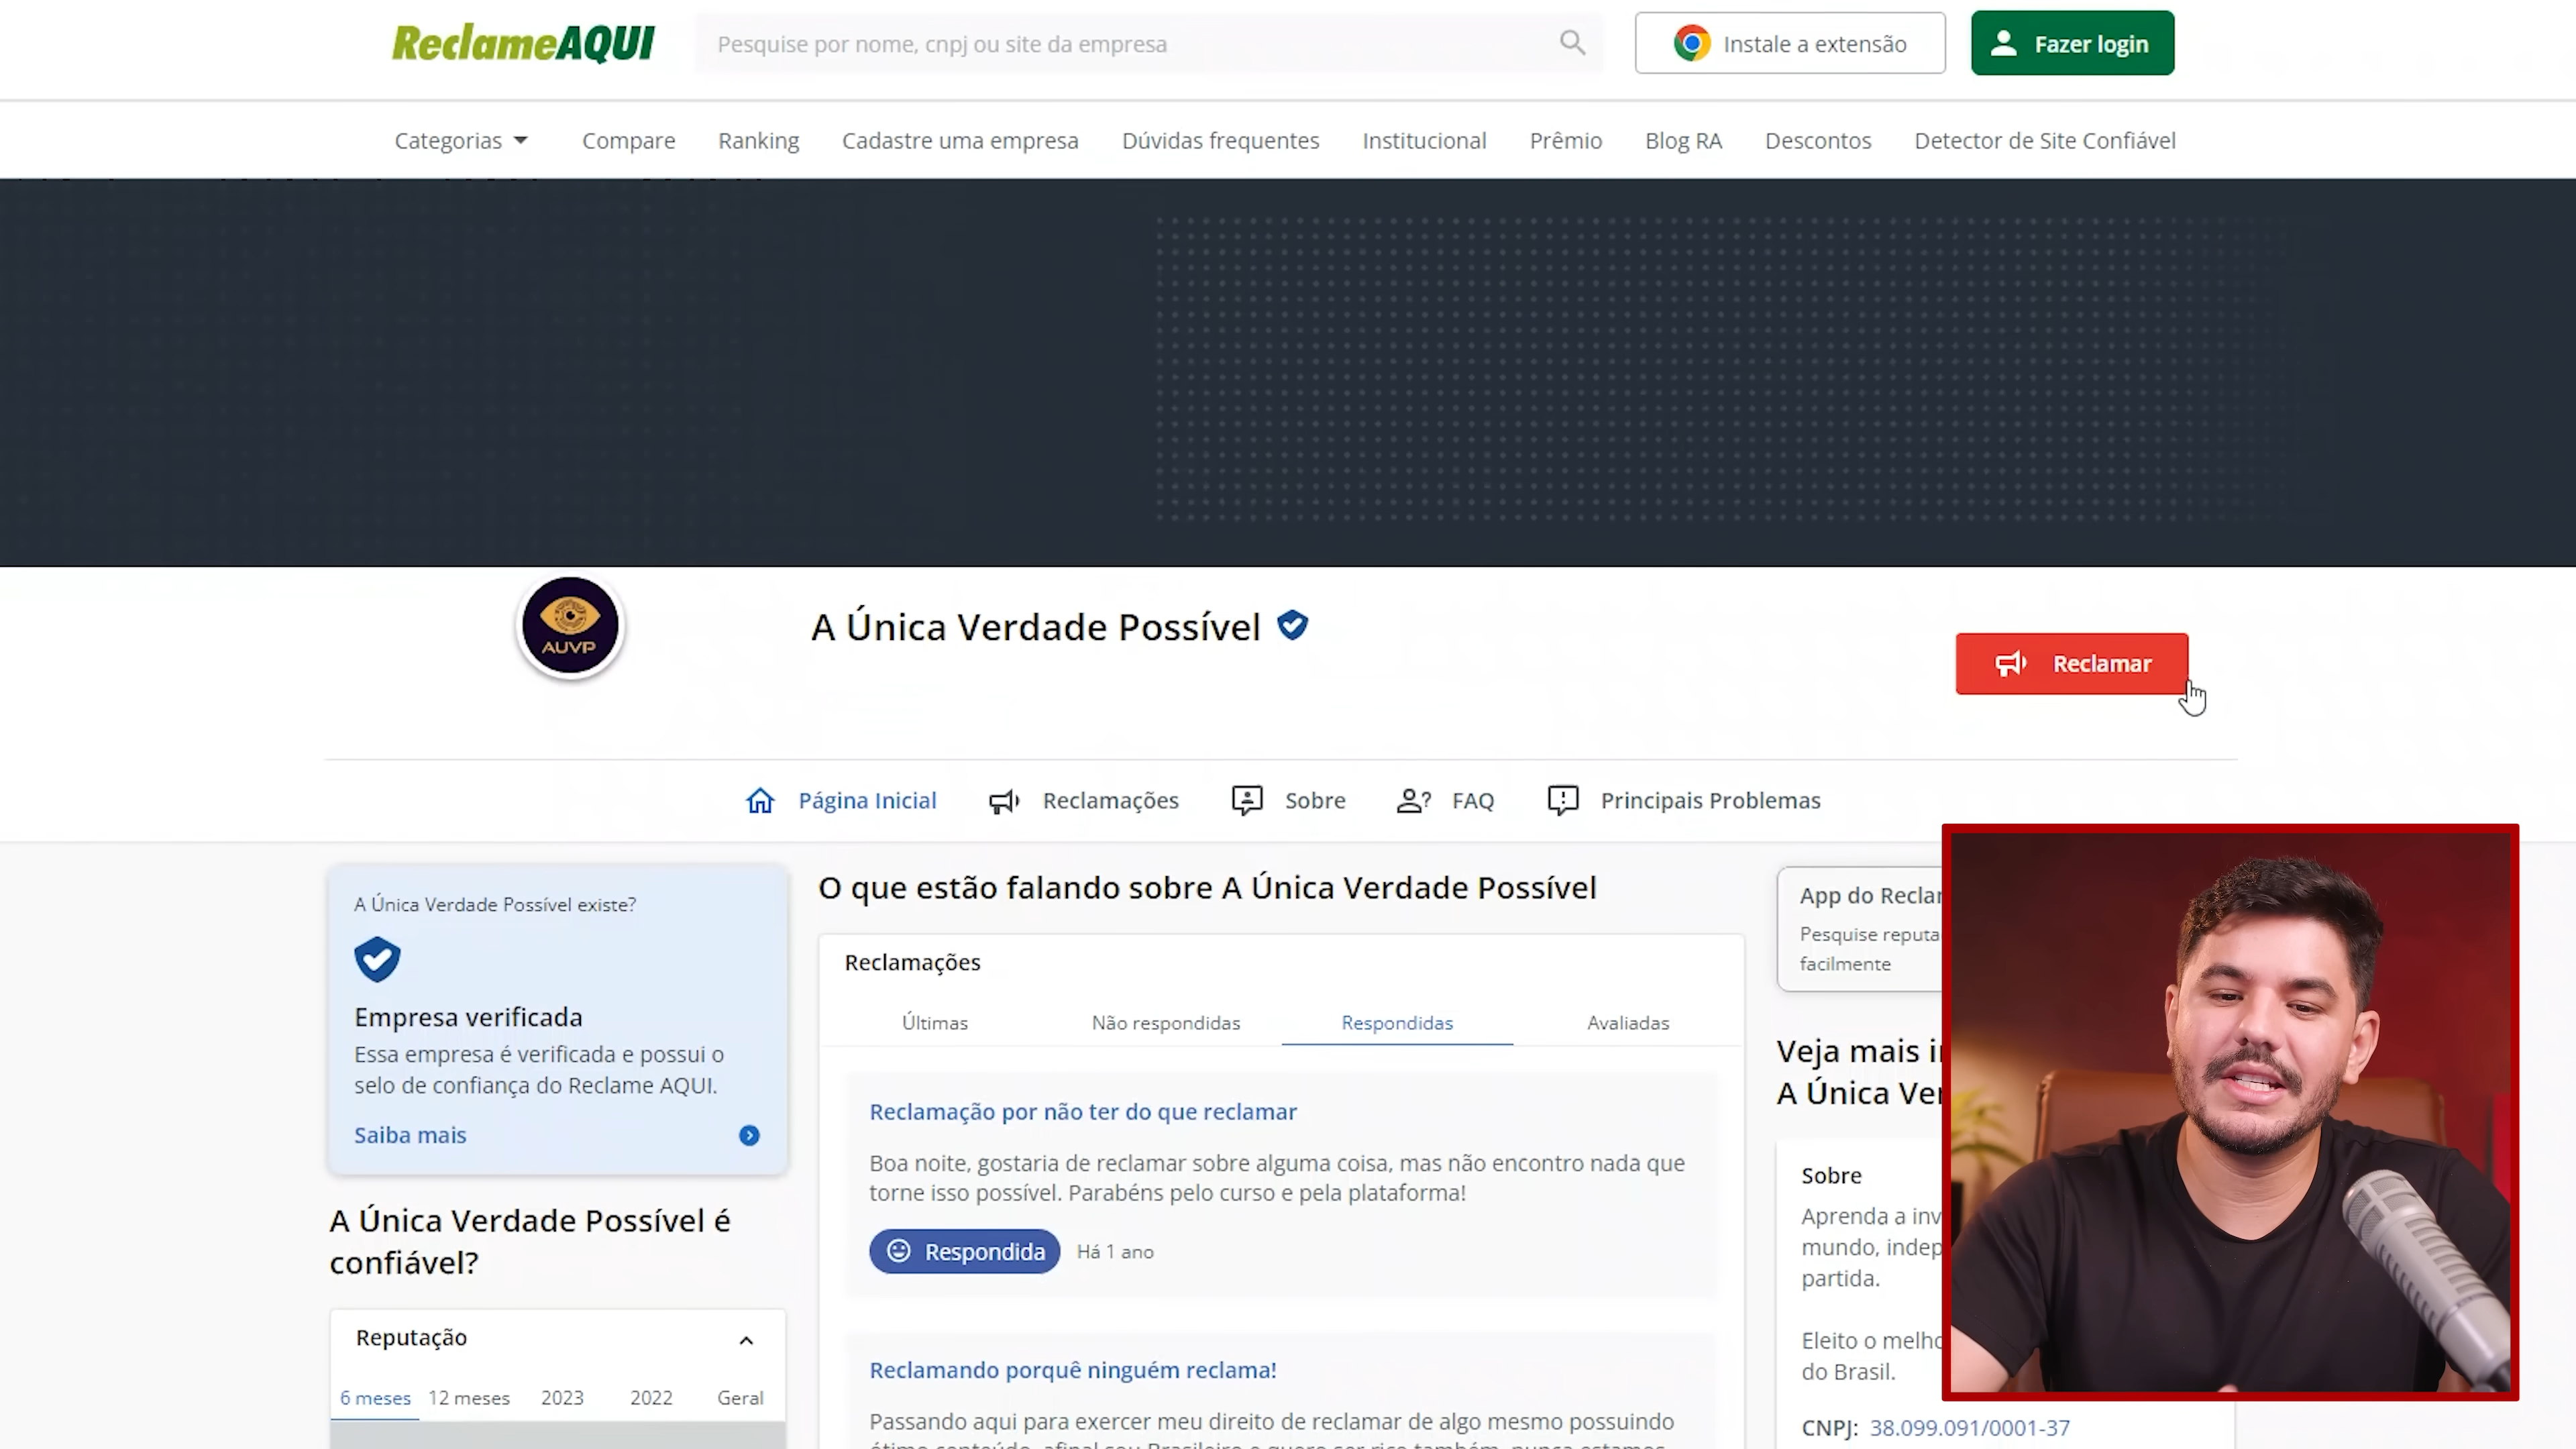 ReclameAQUI
Pesquise por nome, cnpj ou site da empresa
Instale a extensão
Fazer login
Categorias
Compare
Ranking
Cadastre uma empresa
Dúvidas frequentes
Institucional
Prêmio
Blog RA
Descontos
Detector de Site Confiável
AUVP
A Única Verdade Possível
Reclamar
Página Inicial
Reclamações
Sobre
FAQ
Principais Problemas
A Única Verdade Possível existe?
Empresa verificada
Essa empresa é verificada e possui o
selo de confiança do Reclame AQUI.
Saiba mais
A Única Verdade Possível é
confiável?
Reputação
6 meses
12 meses
2023
2022
Geral
O que estão falando sobre A Única Verdade Possível
Reclamações
Últimas
Não respondidas
Respondidas
Avaliadas
Reclamação por não ter do que reclamar
Boa noite, gostaria de reclamar sobre alguma coisa, mas não encontro nada que
torne isso possível. Parabéns pelo curso e pela plataforma!
Respondida
Há 1 ano
Reclamando porquê ninguém reclama!
Passando aqui para exercer meu direito de reclamar de algo mesmo possuindo
App do
Pesquise
facilmente
Veja mais
A Única
Sobre
Aprenda a
mundo,
partida.
Eleito o
do Brasil.
CNPJ: 38.099.091/0001-37